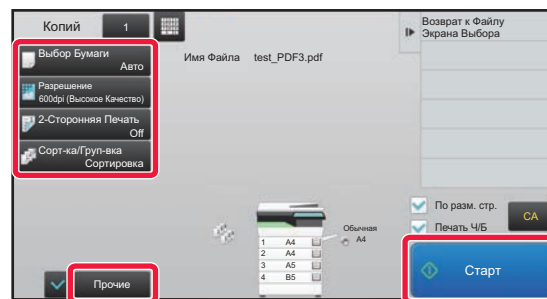 Копий 1
Выбор Бумаги
Авто
Разрешение
600dpi (Высокое Качество)
2-Сторонняя Печать
Off
Сорт-ка/Груп-вка
Сортировка
Прочие
Имя Файла test_PDF3.pdf
1 A4
2 A4
3 A5
4 B5
Обычная
A4
Возврат к Файлу
Экрана Выбора
По разм. стр.
Печать Ч/Б
CA
Старт